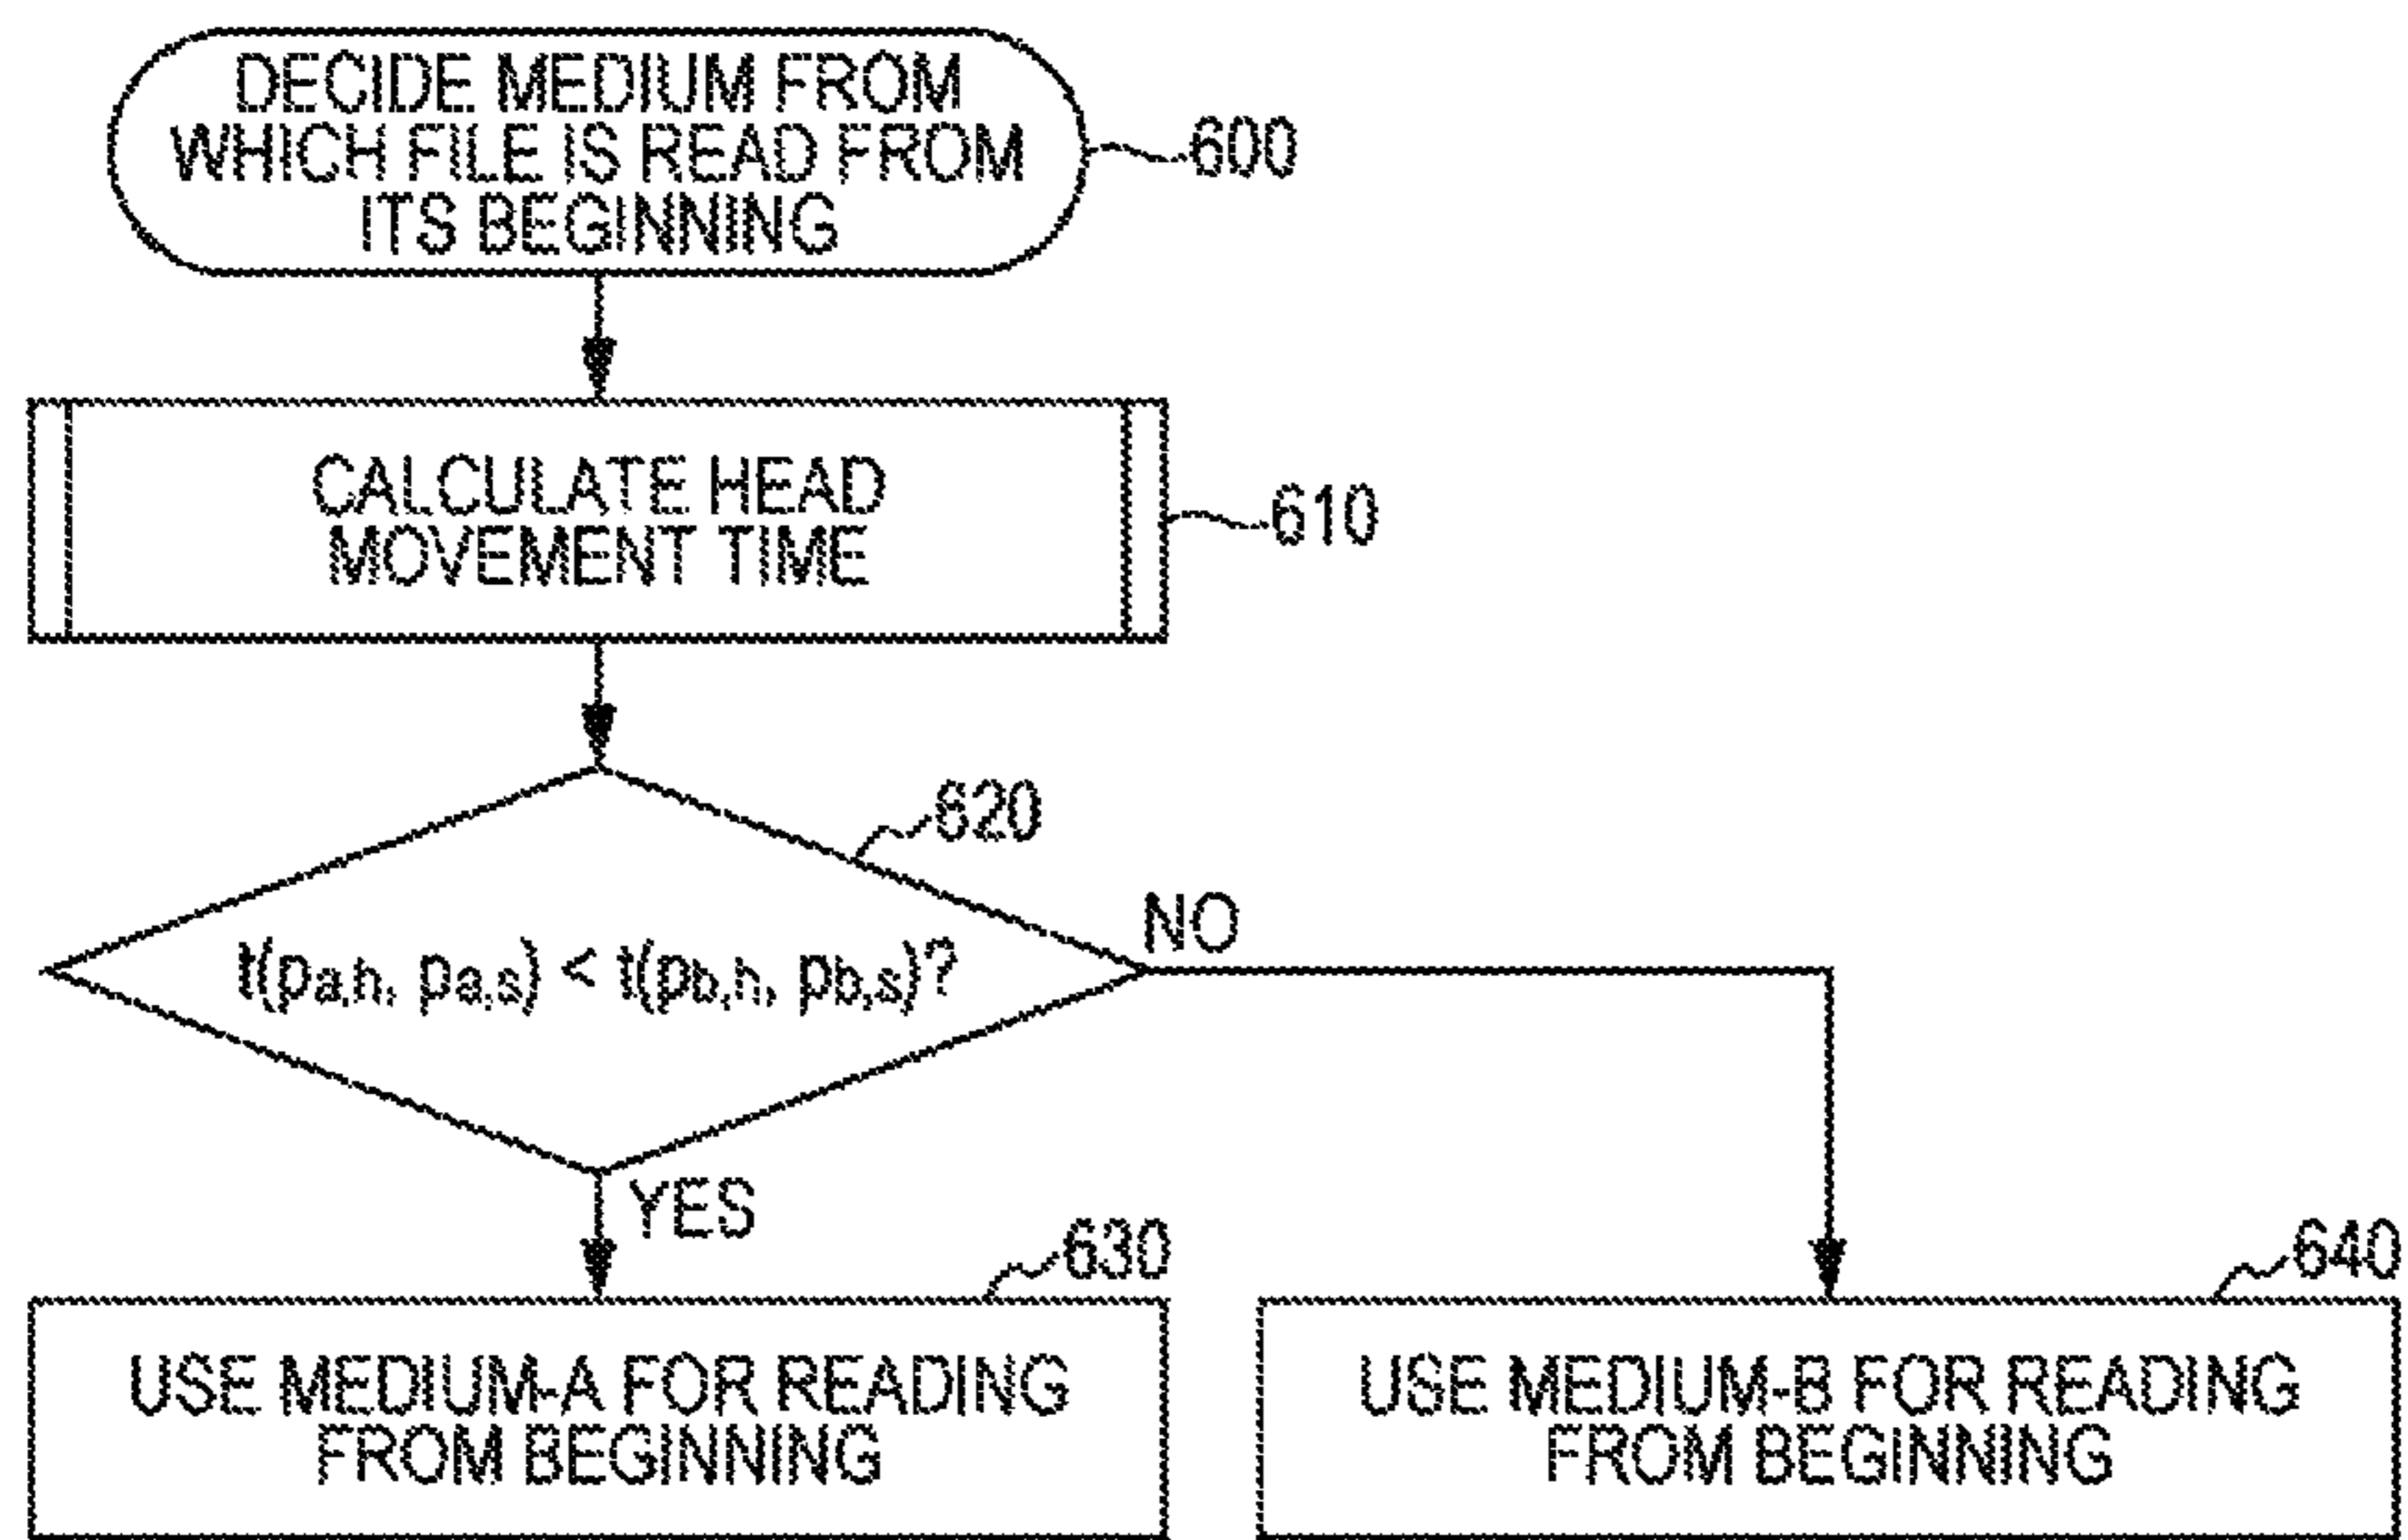 DECIDE MEDIUM FROM
WHICH FILE IS READ FROM
ITS BEGINNING
600
CALCULATE HEAD
MOVEMENT TIME
610
620
t(pa,h, pa,s) < t(pb,h, pb,s)?
NO
YES
630
640
USE MEDIUM-A FOR READING
FROM BEGINNING
USE MEDIUM-B FOR READING
FROM BEGINNING